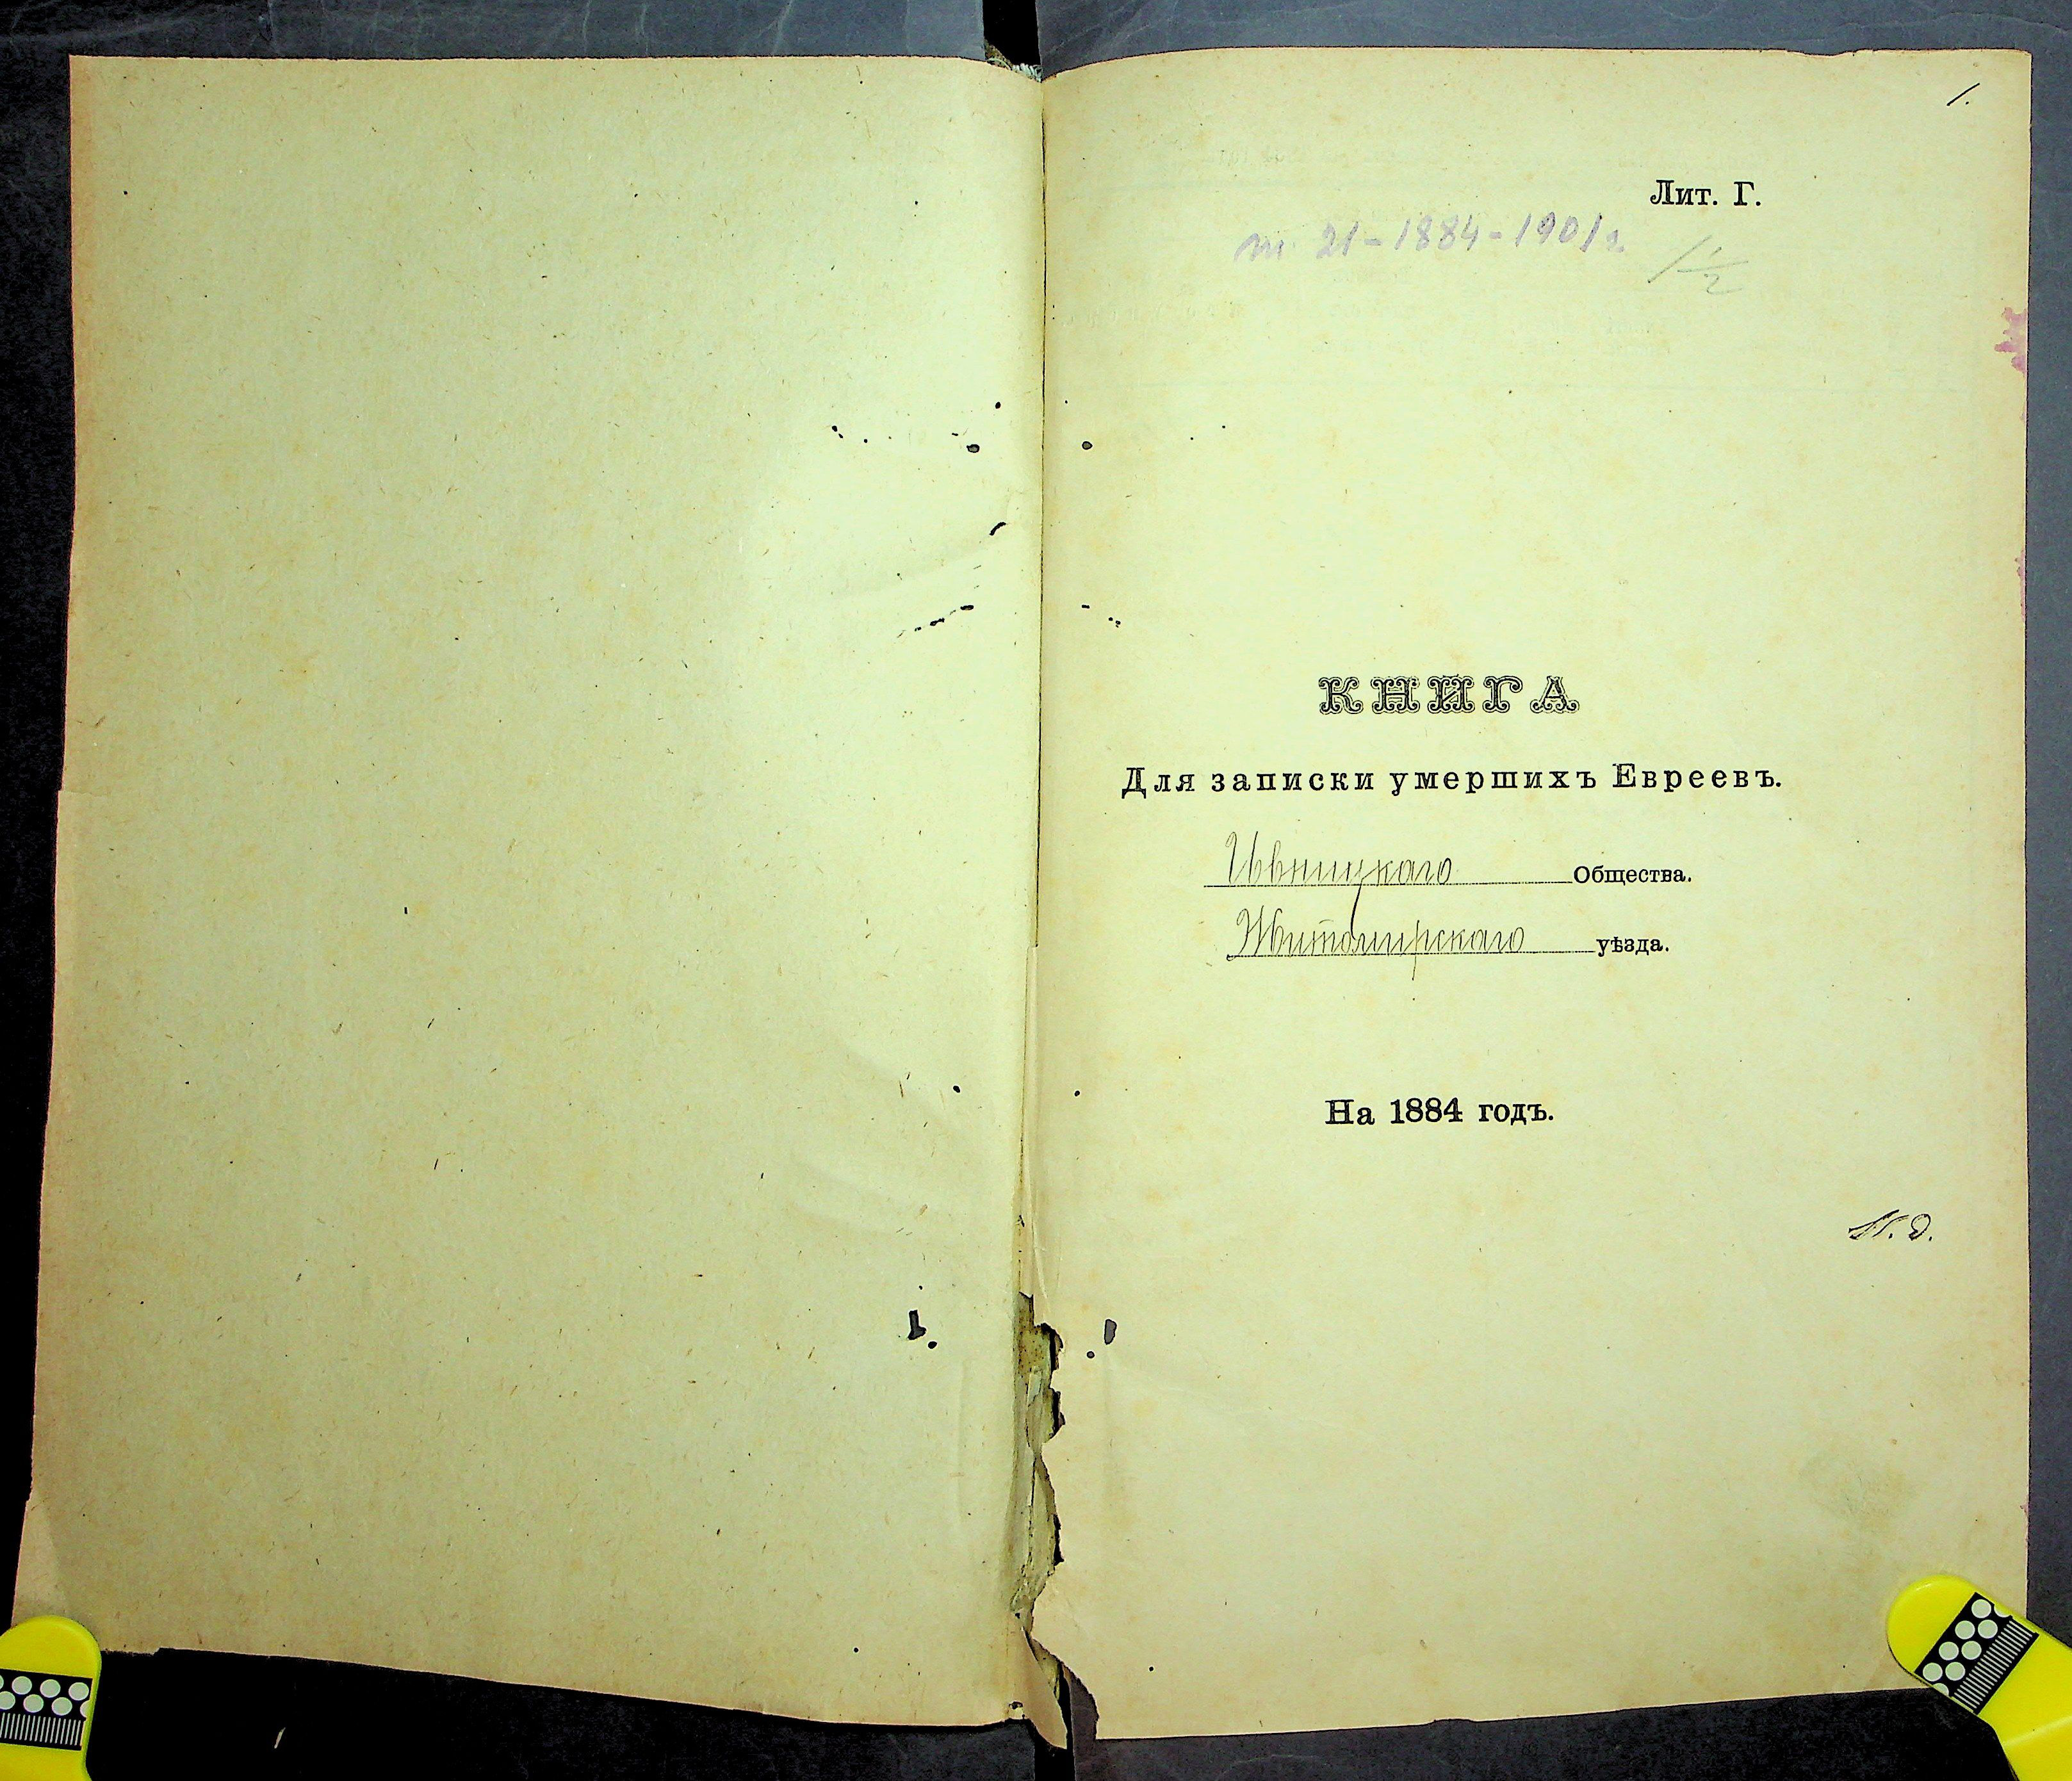 1.
Лит. Г.
т 21-1884-1901 г.
КНИГА
Для записки умершихъ Евреевъ.
Ивницкаго Общества.
Житомирскаго уѣзда.
На 1884 годъ.